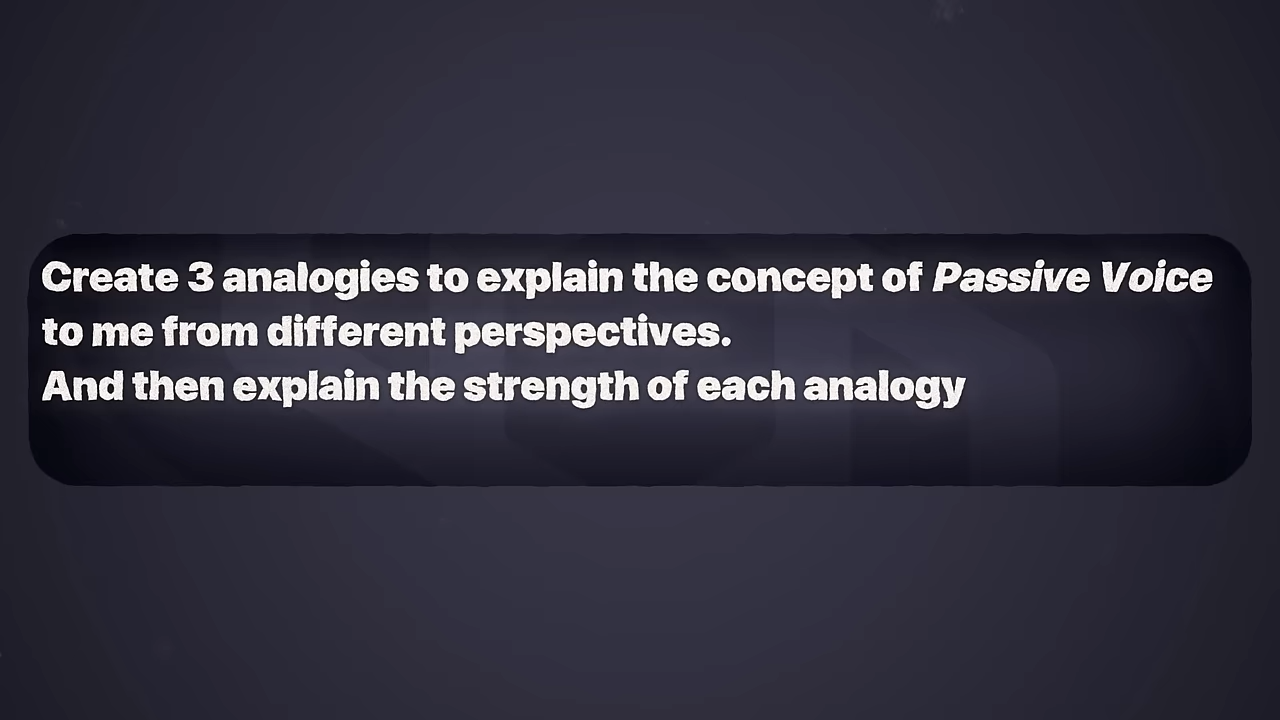 Create 3 analogies to explain the concept of Passive Voice
to me from different perspectives.
And then explain the strength of each analogy